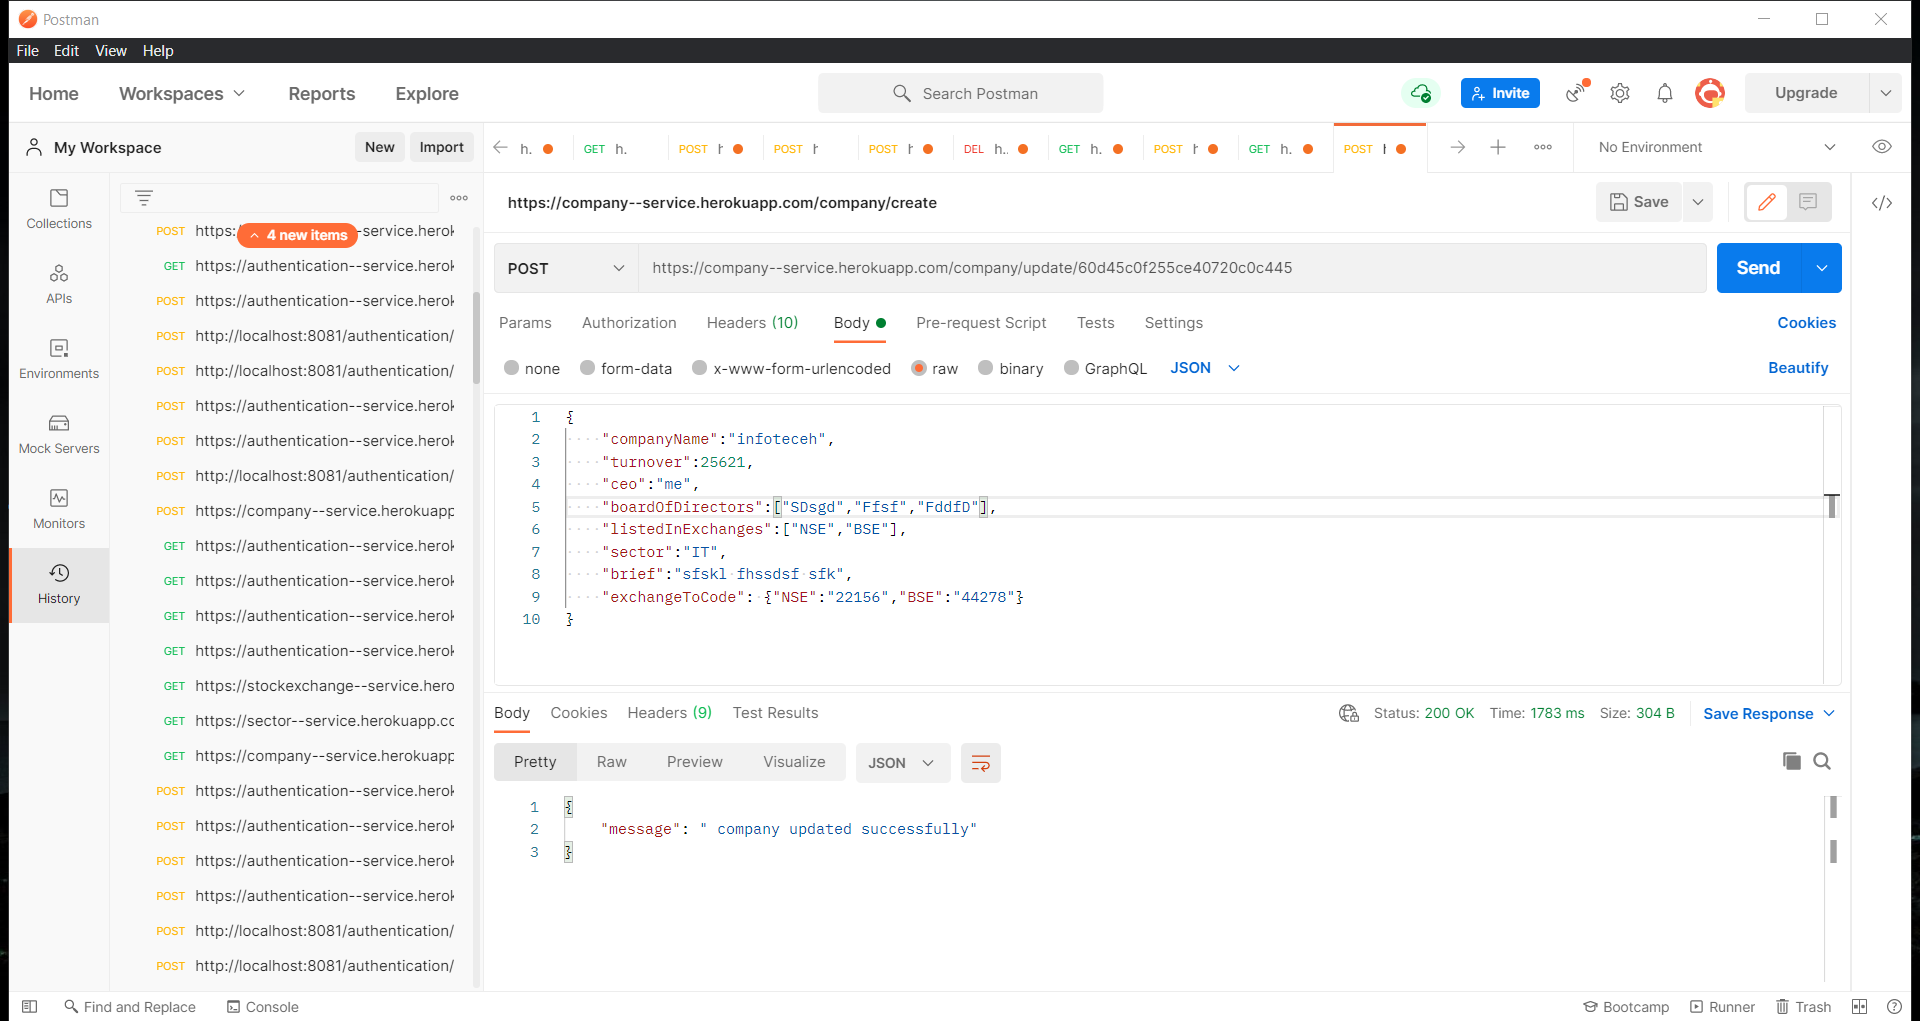 Postman
File Edit View Help
Home Workspaces Reports Explore Search Postman Invite Upgrade
My Workspace New Import
h. GET h. POST POST POST DEL h.. GET h. POST GET h. POST No Environment
Collections
APIs
Environments
Mock Servers
Monitors
History
4 new items
POST https:/ -service.herok
GET https://authentication--service.herok
POST https://authentication--service.herok
POST http://localhost:8081/authentication/
POST http://localhost:8081/authentication/
POST https://authentication--service.herok
POST https://authentication--service.herok
POST http://localhost:8081/authentication/
POST https://company--service.herokuapp
GET https://authentication--service.herok
GET https://authentication--service.herok
GET https://authentication--service.herok
GET https://authentication--service.herok
GET https://stockexchange--service.hero
GET https://sector--service.herokuapp.cc
GET https://company--service.herokuapp
POST https://authentication--service.herok
POST https://authentication--service.herok
POST https://authentication--service.herok
POST https://authentication--service.herok
POST http://localhost:8081/authentication/
POST http://localhost:8081/authentication/
https://company--service.herokuapp.com/company/create Save
POST https://company--service.herokuapp.com/company/update/60d45c0f255ce40720c0c445 Send
Params Authorization Headers (10) Body Pre-request Script Tests Settings Cookies
none form-data x-www-form-urlencoded raw binary GraphQL JSON Beautify
1 {
2 "companyName":"infoteceh",
3 "turnover":25621,
4 "ceo":"me",
5 "boardOfDirectors":["SDsgd","Ffsf","FddfD"],
6 "listedInExchanges":["NSE","BSE"],
7 "sector":"IT",
8 "brief":"sfskl fhssdsf sfk",
9 "exchangeToCode": {"NSE":"22156","BSE":"44278"}
10 }
Body Cookies Headers (9) Test Results Status: 200 OK Time: 1783 ms Size: 304 B Save Response
Pretty Raw Preview Visualize JSON
1 {
2 "message": " company updated successfully"
3 }
Find and Replace Console Bootcamp Runner Trash